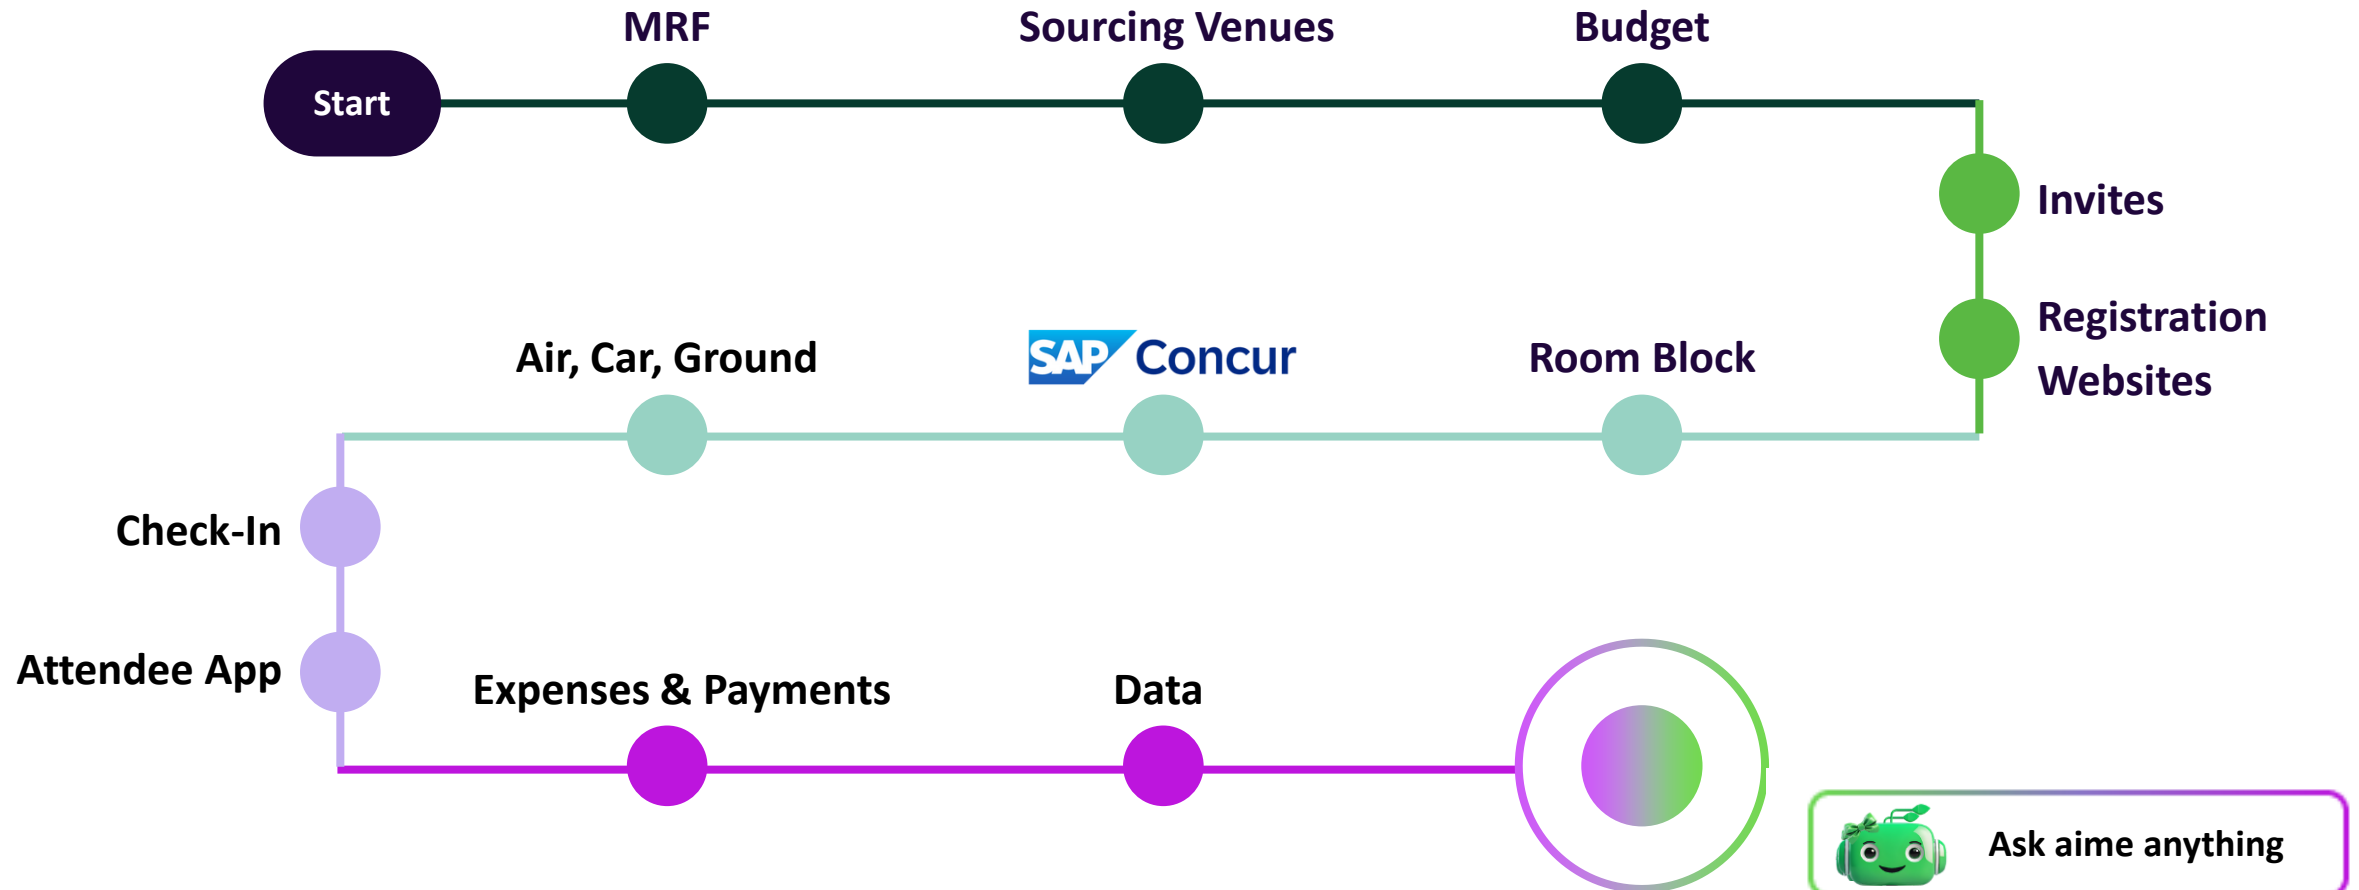 MRF
Sourcing Venues
Budget
Start
Invites
Registration
Websites
Room Block
SAP Concur
Air, Car, Ground
Check-In
Attendee App
Expenses & Payments
Data
Ask aime anything